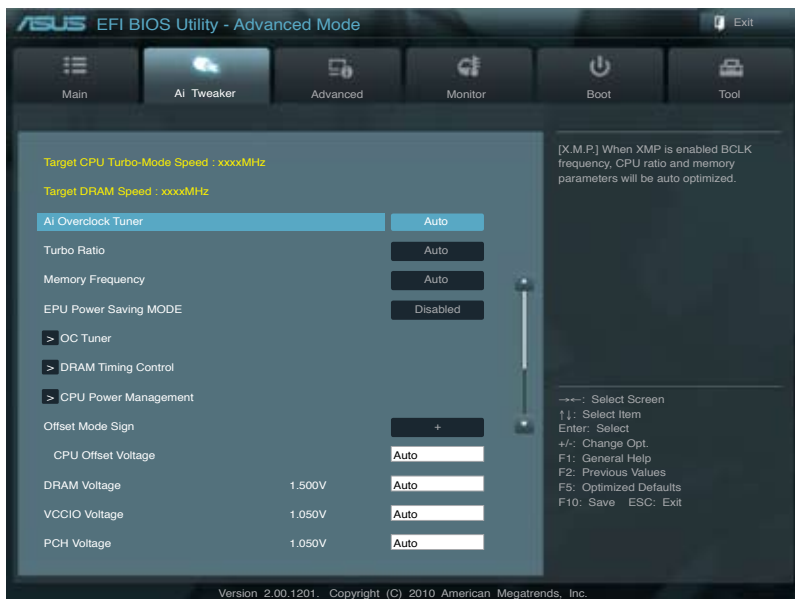 ASUS EFI BIOS Utility - Advanced Mode
Exit
Main
Ai Tweaker
Advanced
Monitor
Boot
Tool
Target CPU Turbo-Mode Speed : xxxxMHz
Target DRAM Speed : xxxxMHz
Ai Overclock Tuner Auto
Turbo Ratio Auto
Memory Frequency Auto
EPU Power Saving MODE Disabled
> OC Tuner
> DRAM Timing Control
> CPU Power Management
Offset Mode Sign +
CPU Offset Voltage Auto
DRAM Voltage 1.500V Auto
VCCIO Voltage 1.050V Auto
PCH Voltage 1.050V Auto
[X.M.P.] When XMP is enabled BCLK
frequency, CPU ratio and memory
parameters will be auto optimized.
→←: Select Screen
↑↓: Select Item
Enter: Select
+/-: Change Opt.
F1: General Help
F2: Previous Values
F5: Optimized Defaults
F10: Save ESC: Exit
Version 2.00.1201. Copyright (C) 2010 American Megatrends, Inc.